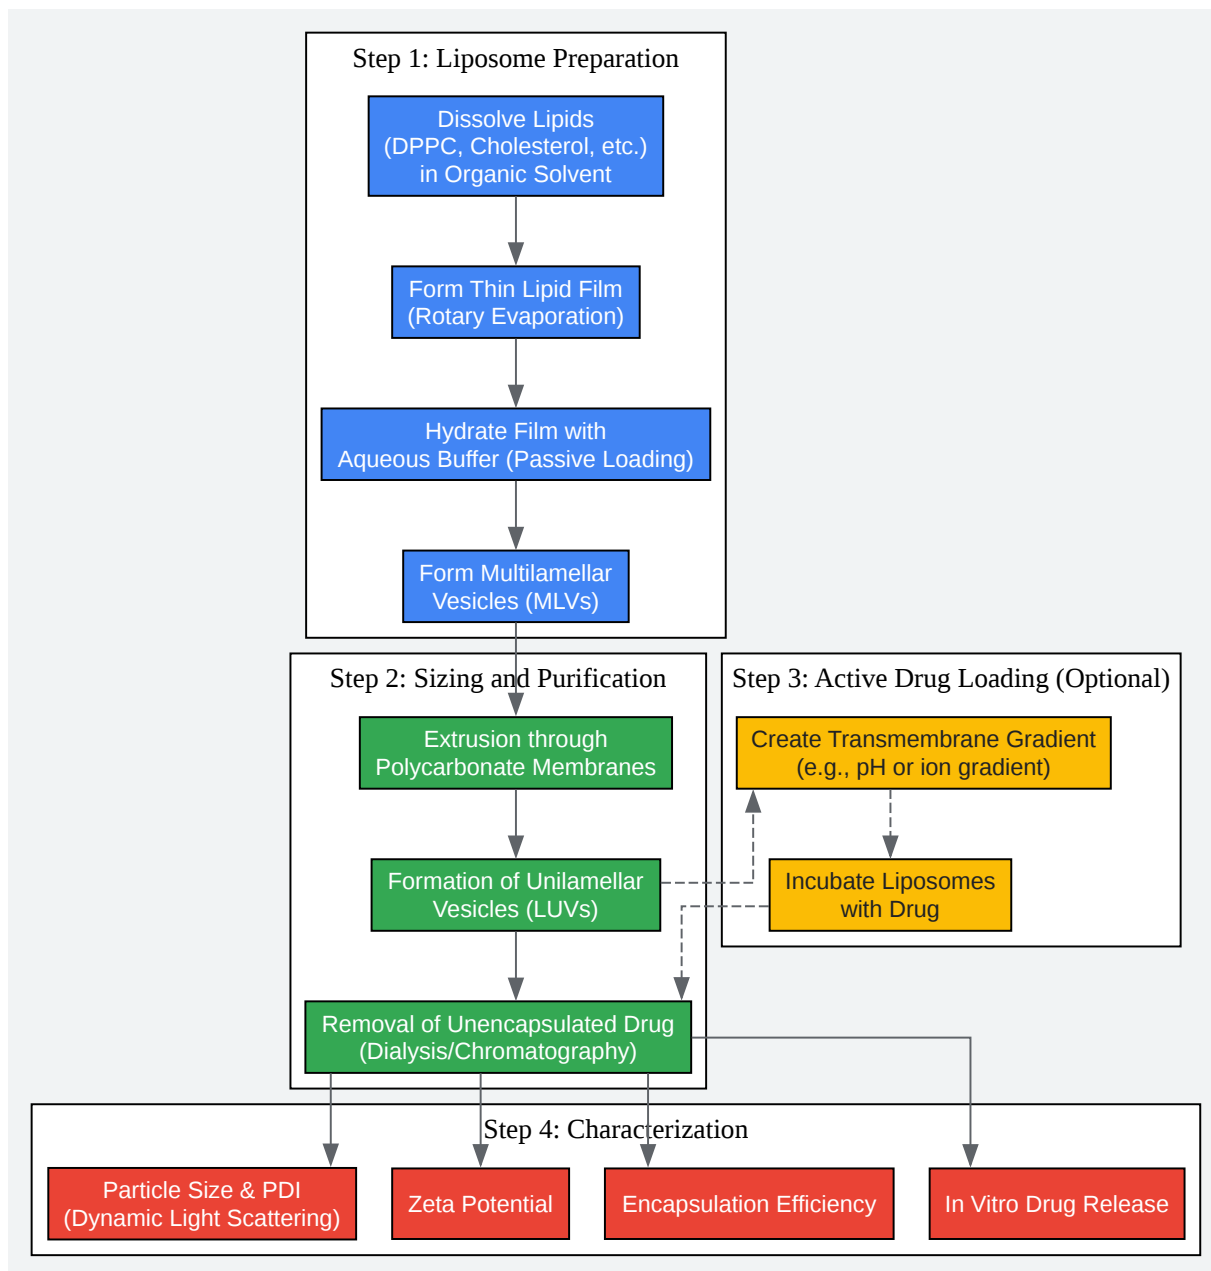 Step 1: Liposome Preparation
Dissolve Lipids
(DPPC, Cholesterol, etc.)
in Organic Solvent
Form Thin Lipid Film
(Rotary Evaporation)
Hydrate Film with
Aqueous Buffer (Passive Loading)
Form Multilamellar
Vesicles (MLVs)
Step 2: Sizing and Purification
Extrusion through
Polycarbonate Membranes
Formation of Unilamellar
Vesicles (LUVs)
Removal of Unencapsulated Drug
(Dialysis/Chromatography)
Step 3: Active Drug Loading (Optional)
Create Transmembrane Gradient
(e.g., pH or ion gradient)
Incubate Liposomes
with Drug
Step 4: Characterization
Particle Size & PDI
(Dynamic Light Scattering)
Zeta Potential
Encapsulation Efficiency
In Vitro Drug Release